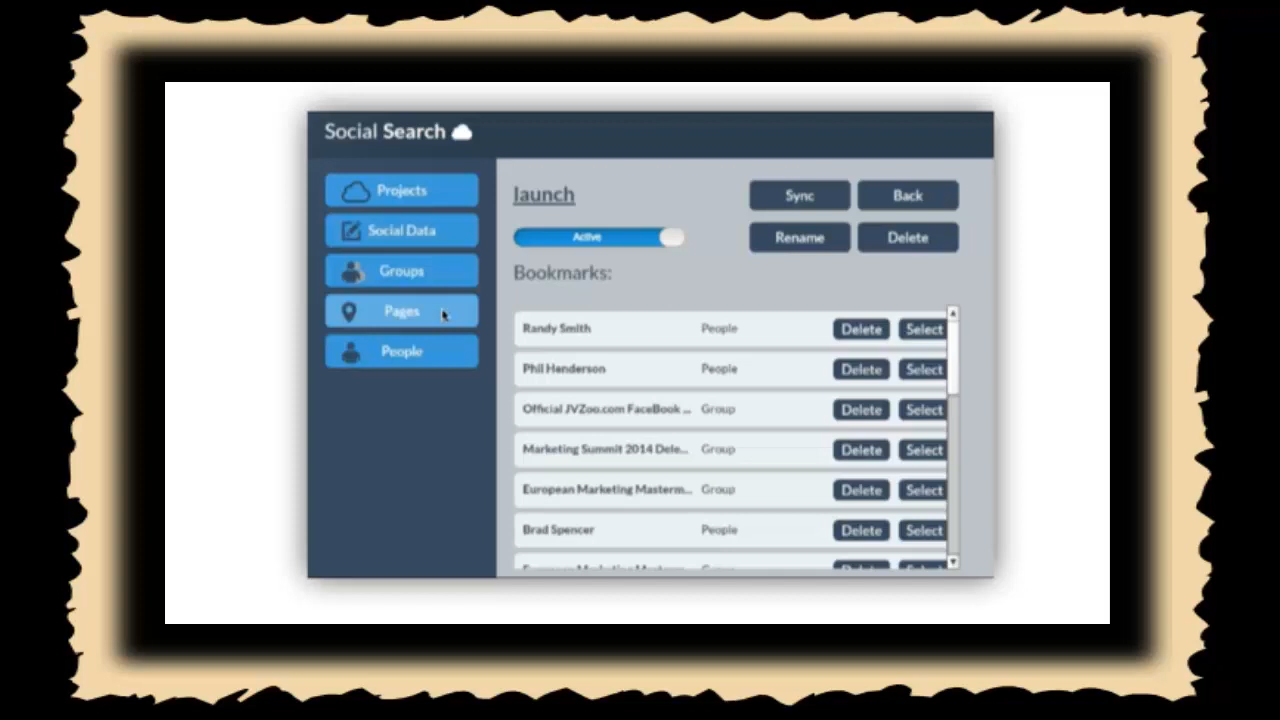 Social Search
Projects
Social Data
Groups
Pages
People
launch
Sync
Back
Active
Rename
Delete
Bookmarks:
Randy Smith People Delete Select
Phil Henderson People Delete Select
Official JVZoo.com FaceBook ... Group Delete Select
Marketing Summit 2014 Dele... Group Delete Select
European Marketing Masterm... Group Delete Select
Brad Spencer People Delete Select